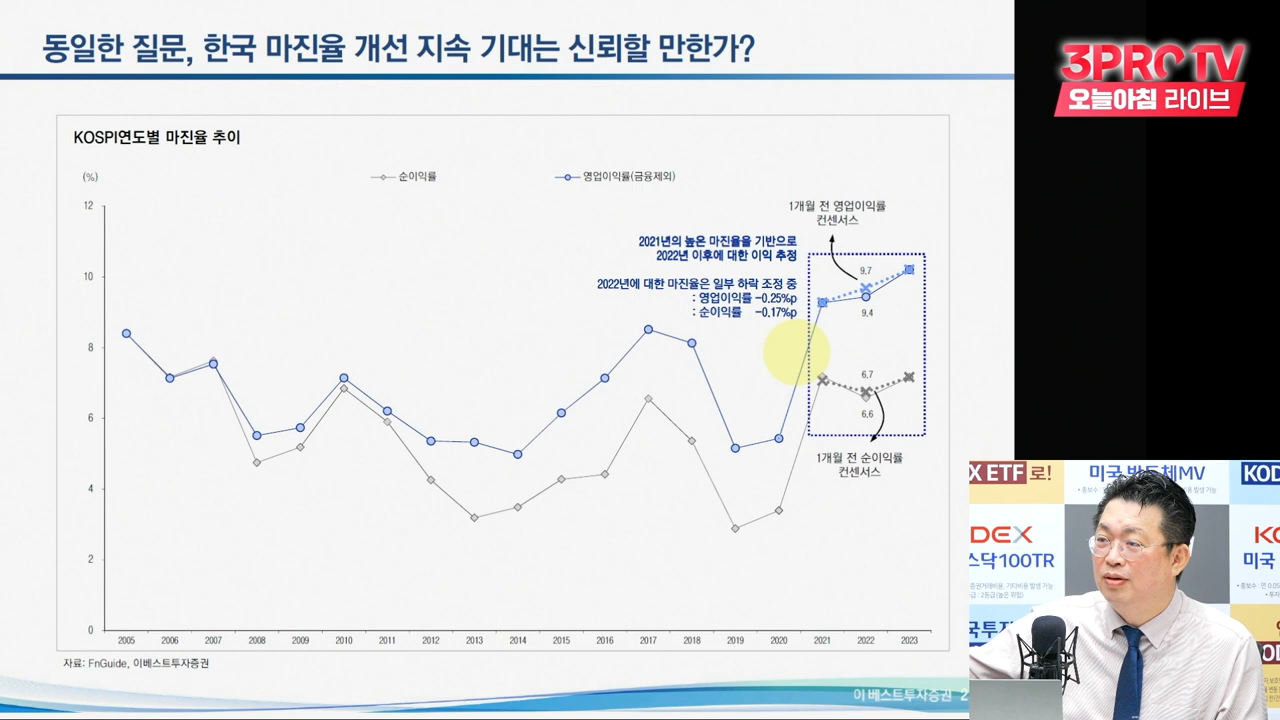 동일한 질문, 한국 마진율 개선 지속 기대는 신뢰할 만한가?
3PRO TV
오늘아침 라이브
KOSPI연도별 마진율 추이
(%)
순이익률
영업이익률(금융제외)
12
10
8
6
4
2
0
1개월 전 영업이익률
컨센서스
2021년의 높은 마진율을 기반으로
2022년 이후에 대한 이익 추정
2022년에 대한 마진율은 일부 하락 조정 중
: 영업이익률 -0.25%p
: 순이익률 -0.17%p
9.7
9.4
6.7
6.6
1개월 전 순이익률
컨센서스
2005 2006 2007 2008 2009 2010 2011 2012 2013 2014 2015 2016 2017 2018 2019 2020 2021 2022 2023
자료: FnGuide, 이베스트투자증권
이베스트투자증권 2
X ETF로!
미국 반도체MV
KOD
DEX
스닥100TR
미국
국투자